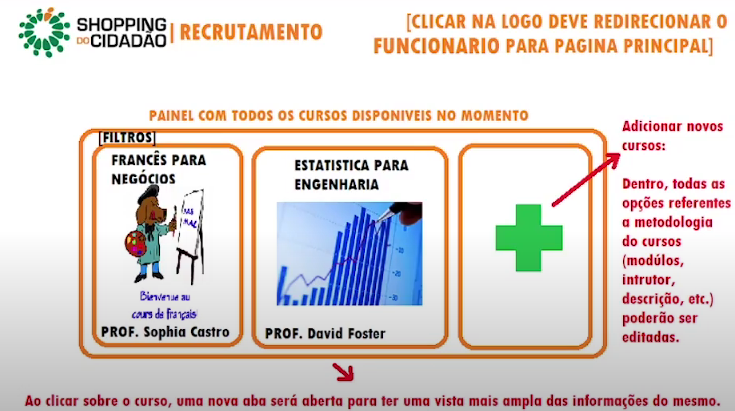 SHOPPING
DO CIDADÃO | RECRUTAMENTO
[CLICAR NA LOGO DEVE REDIRECIONAR O
FUNCIONARIO PARA PAGINA PRINCIPAL]
PAINEL COM TODOS OS CURSOS DISPONIVEIS NO MOMENTO
[FILTROS]
FRANCÊS PARA
NEGÓCIOS
Bienvenue au
cours de français!
PROF. Sophia Castro
ESTATISTICA PARA
ENGENHARIA
PROF. David Foster
Adicionar novos
cursos:
Dentro, todas as
opções referentes
a metodologia
do cursos
(modúlos,
intrutor,
descrição, etc.)
poderão ser
editadas.
Ao clicar sobre o curso, uma nova aba será aberta para ter uma vista mais ampla das informações do mesmo.